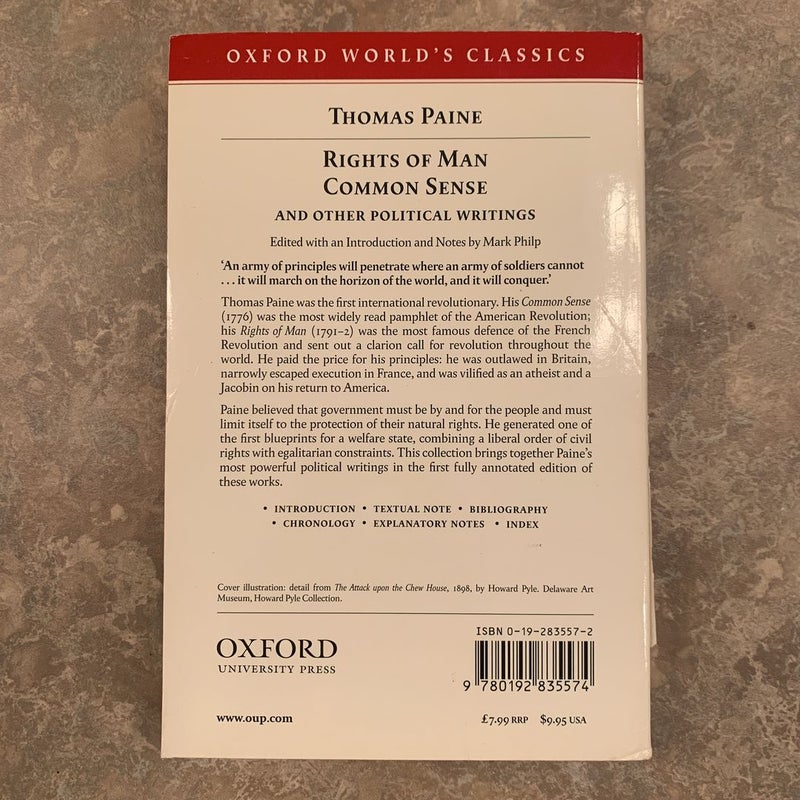 OXFORD WORLD'S CLASSICS
THOMAS PAINE
RIGHTS OF MAN
COMMON SENSE
AND OTHER POLITICAL WRITINGS
Edited with an Introduction and Notes by Mark Philp
‘An army of principles will penetrate where an army of soldiers cannot
. . . it will march on the horizon of the world, and it will conquer.’
Thomas Paine was the first international revolutionary. His Common Sense
(1776) was the most widely read pamphlet of the American Revolution;
his Rights of Man (1791–2) was the most famous defence of the French
Revolution and sent out a clarion call for revolution throughout the
world. He paid the price for his principles: he was outlawed in Britain,
narrowly escaped execution in France, and was vilified as an atheist and a
Jacobin on his return to America.
Paine believed that government must be by and for the people and must
limit itself to the protection of their natural rights. He generated one of
the first blueprints for a welfare state, combining a liberal order of civil
rights with egalitarian constraints. This collection brings together Paine's
most powerful political writings in the first fully annotated edition of
these works.
• INTRODUCTION • TEXTUAL NOTE • BIBLIOGRAPHY
• CHRONOLOGY • EXPLANATORY NOTES • INDEX
Cover illustration: detail from The Attack upon the Chew House, 1898, by Howard Pyle. Delaware Art
Museum, Howard Pyle Collection.
OXFORD
UNIVERSITY PRESS
www.oup.com
ISBN 0-19-283557-2
9 780192 835574
£7.99 RRP $9.95 USA